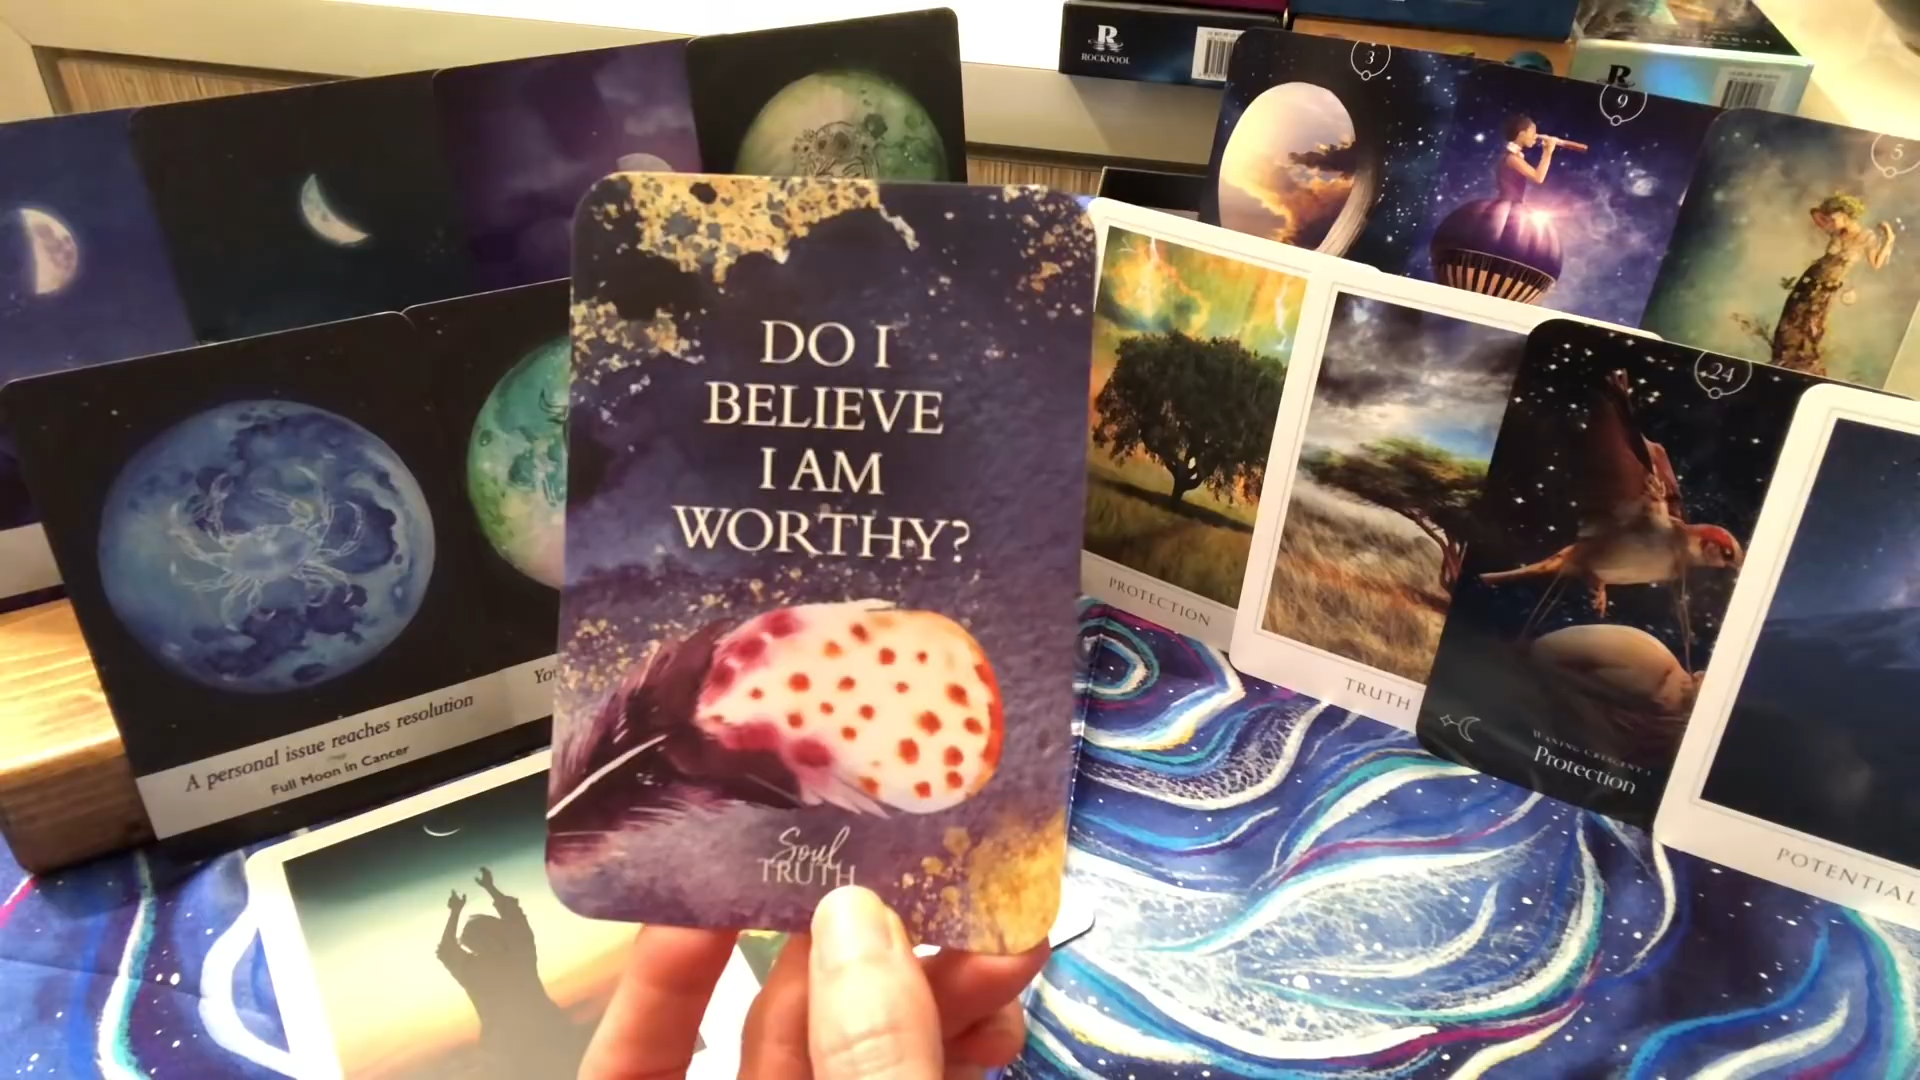 R
ROCKPOOL
R
3
9
5
DO I
BELIEVE
I AM
WORTHY?
Soul
TRUTH
A personal issue reaches resolution
Full Moon in Cancer
You
PROTECTION
TRUTH
24
WANING CRESCENT
Protection
POTENTIAL